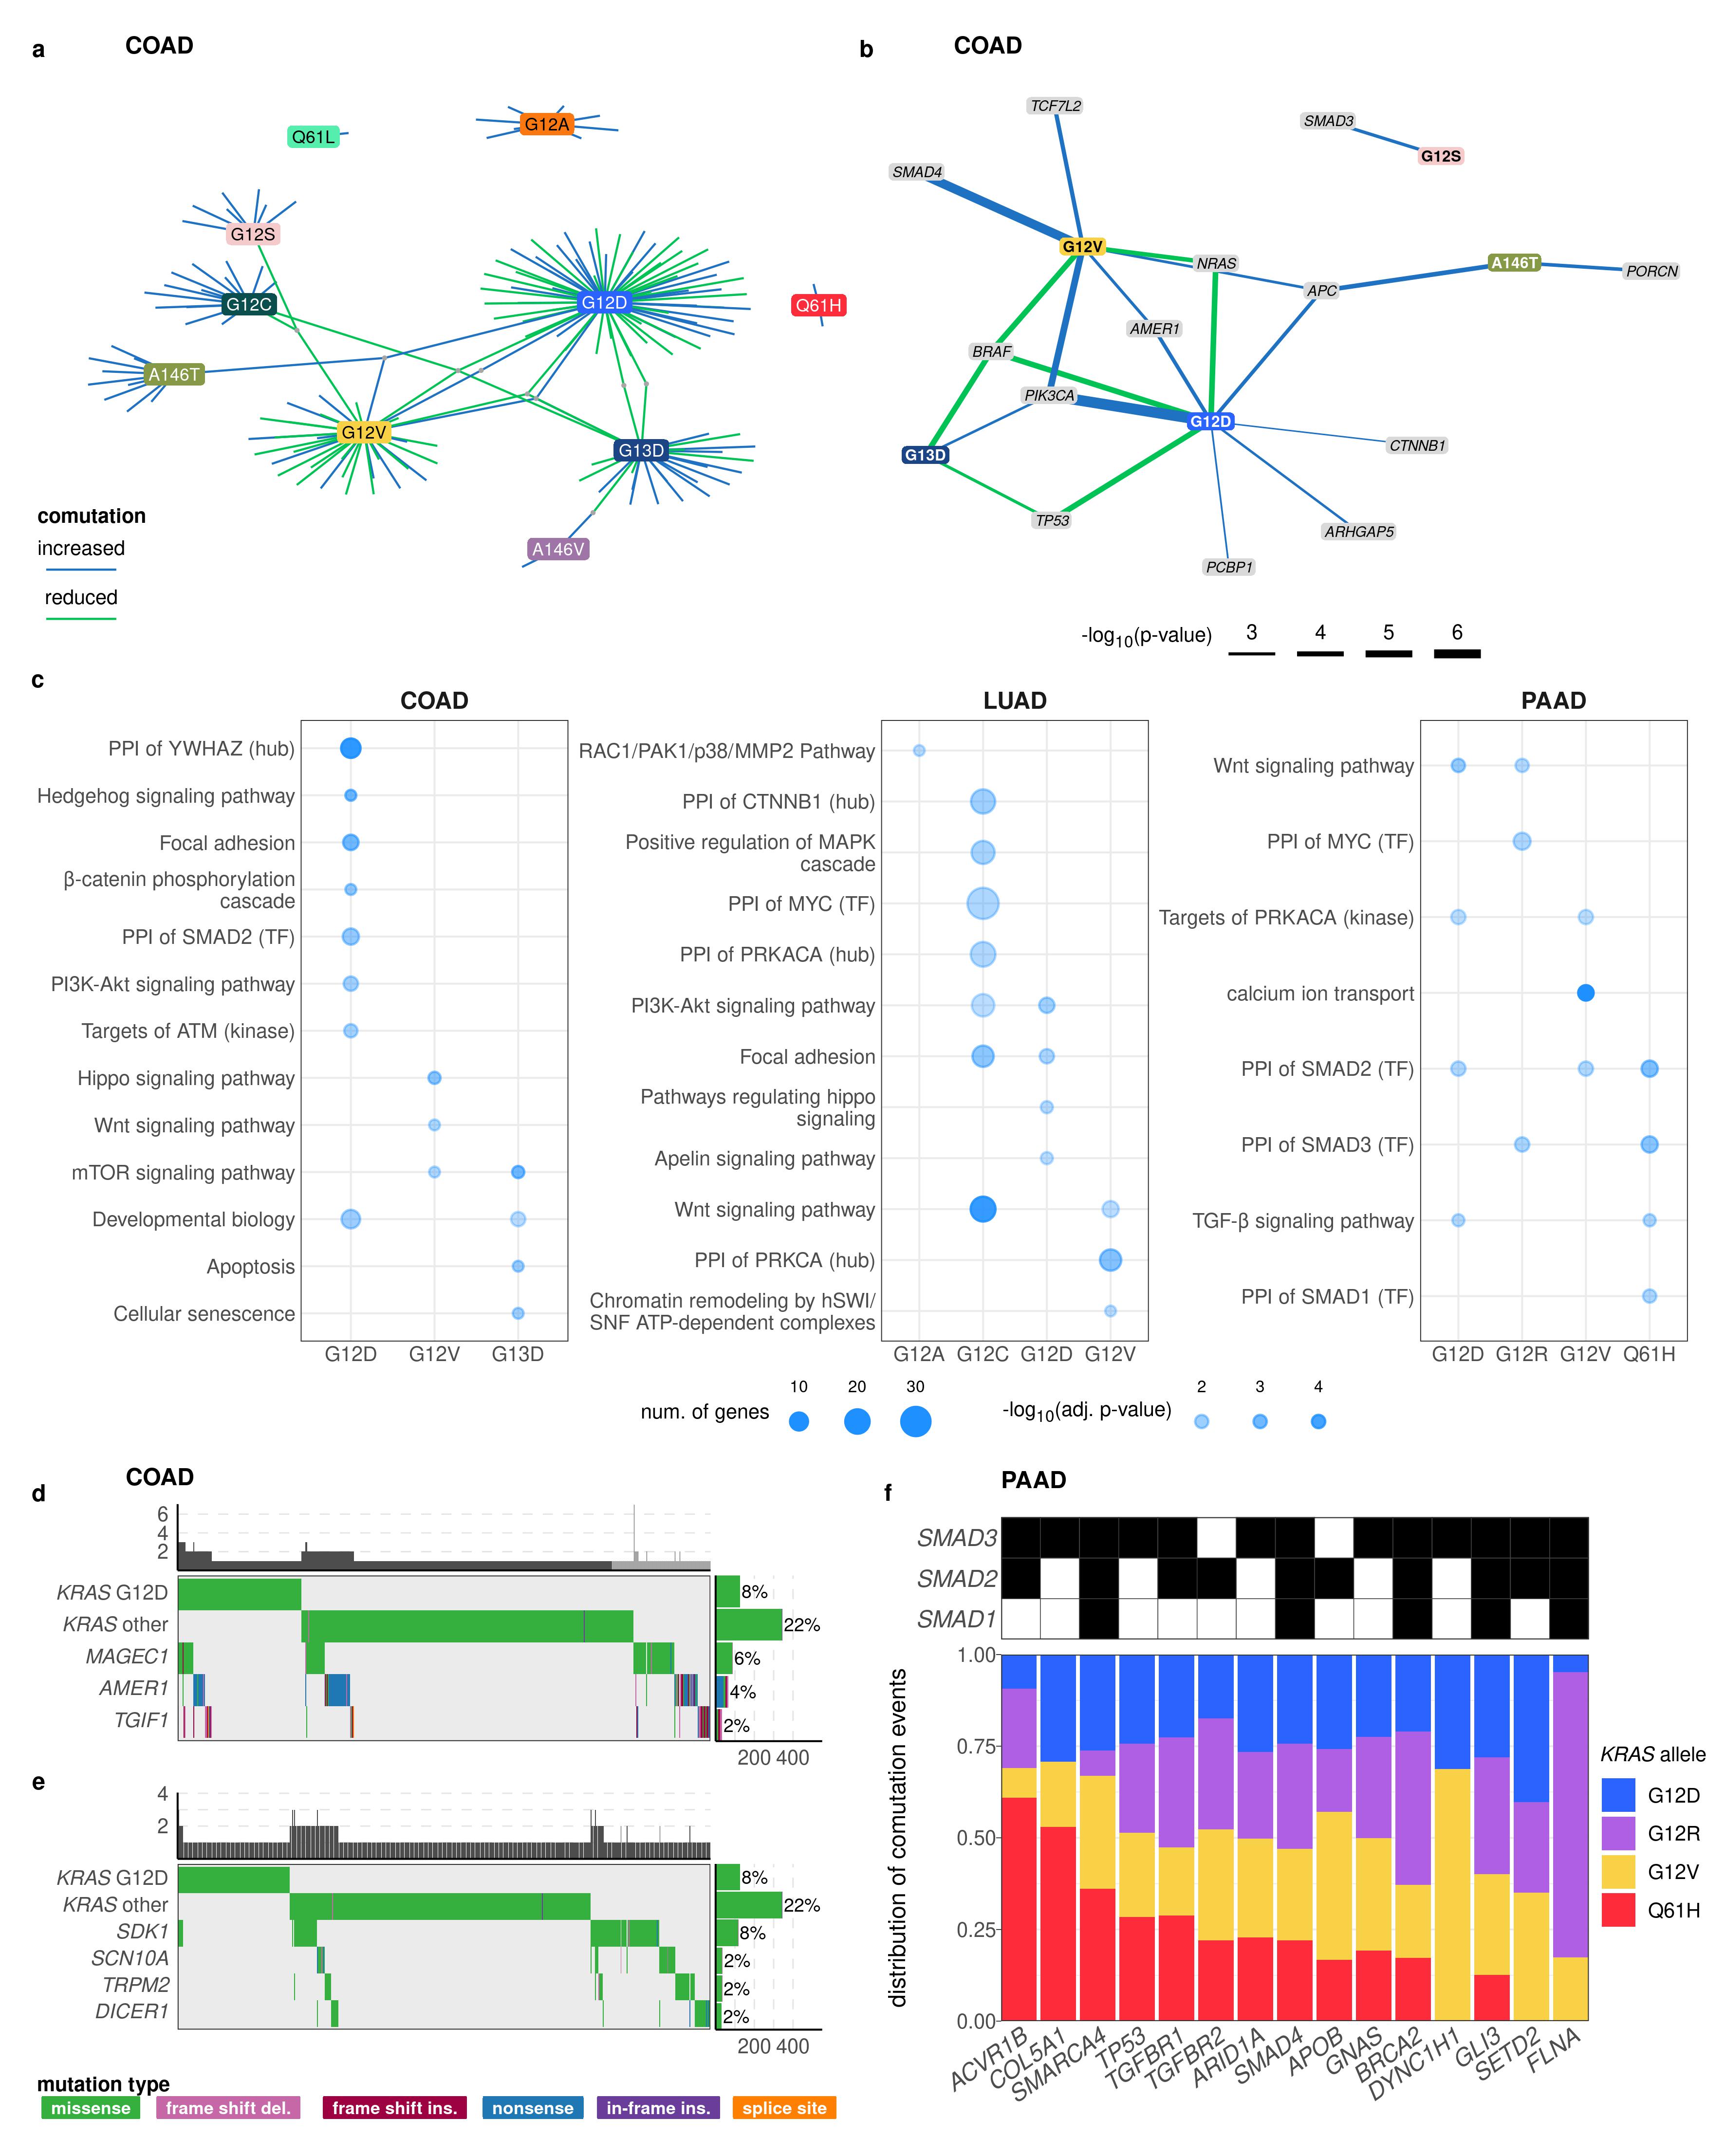 a
COAD
Q61L
G12A
G12S
G12C
G12D
Q61H
A146T
G12V
G13D
A146V
comutation
increased
reduced
b
COAD
TCF7L2
SMAD3
G12S
SMAD4
G12V
NRAS
A146T
PORCN
APC
AMER1
BRAF
PIK3CA
G12D
CTNNB1
G13D
TP53
ARHGAP5
PCBP1
-log10(p-value) 3 4 5 6
c
COAD
PPI of YWHAZ (hub)
Hedgehog signaling pathway
Focal adhesion
β-catenin phosphorylation
cascade
PPI of SMAD2 (TF)
PI3K-Akt signaling pathway
Targets of ATM (kinase)
Hippo signaling pathway
Wnt signaling pathway
mTOR signaling pathway
Developmental biology
Apoptosis
Cellular senescence
G12D G12V G13D
LUAD
RAC1/PAK1/p38/MMP2 Pathway
PPI of CTNNB1 (hub)
Positive regulation of MAPK
cascade
PPI of MYC (TF)
PPI of PRKACA (hub)
PI3K-Akt signaling pathway
Focal adhesion
Pathways regulating hippo
signaling
Apelin signaling pathway
Wnt signaling pathway
PPI of PRKCA (hub)
Chromatin remodeling by hSWI/
SNF ATP-dependent complexes
G12A G12C G12D G12V
PAAD
Wnt signaling pathway
PPI of MYC (TF)
Targets of PRKACA (kinase)
calcium ion transport
PPI of SMAD2 (TF)
PPI of SMAD3 (TF)
TGF-β signaling pathway
PPI of SMAD1 (TF)
G12D G12R G12V Q61H
10 20 30
num. of genes
2 3 4
-log10(adj. p-value)
d
COAD
6
4
2
KRAS G12D 8%
KRAS other 22%
MAGEC1 6%
AMER1 4%
TGIF1 2%
200 400
e
4
2
KRAS G12D 8%
KRAS other 22%
SDK1 8%
SCN10A 2%
TRPM2 2%
DICER1 2%
200 400
mutation type
missense frame shift del. frame shift ins. nonsense in-frame ins. splice site
f
PAAD
SMAD3
SMAD2
SMAD1
distribution of comutation events
1.00
0.75
0.50
0.25
0.00
ACVR1B COL5A1 SMARCA4 TP53 TGFBR1 TGFBR2 ARID1A SMAD4 APOB GNAS BRCA2 DYNC1H1 GLI3 SETD2 FLNA
KRAS allele
G12D
G12R
G12V
Q61H